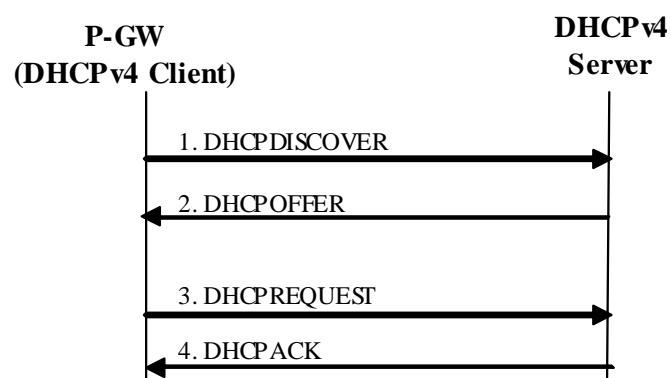 P-GW
(DHCPv4 Client)
DHCPv4
Server
1. DHCPDISCOVER
2. DHCPOFFER
3. DHCPREQUEST
4. DHCPACK